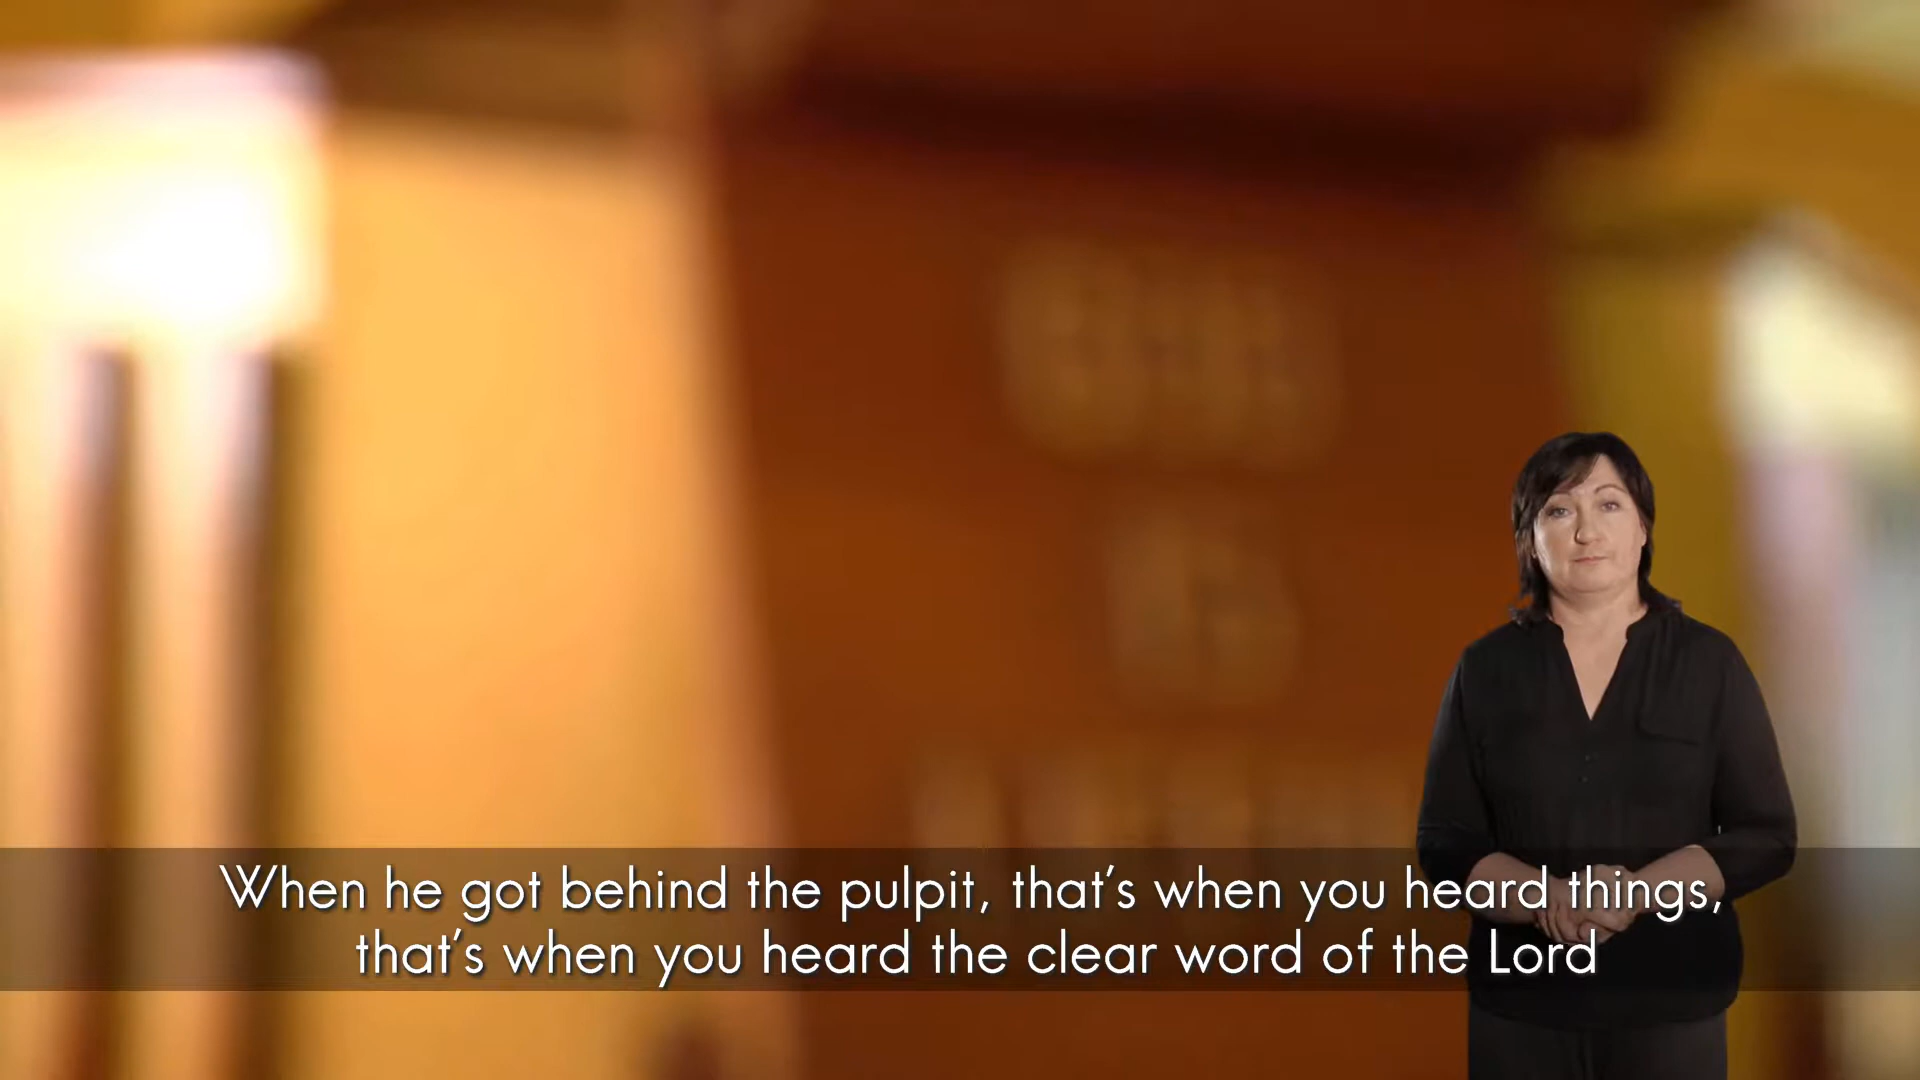 When he got behind the pulpit, that's when you heard things,
that's when you heard the clear word of the Lord